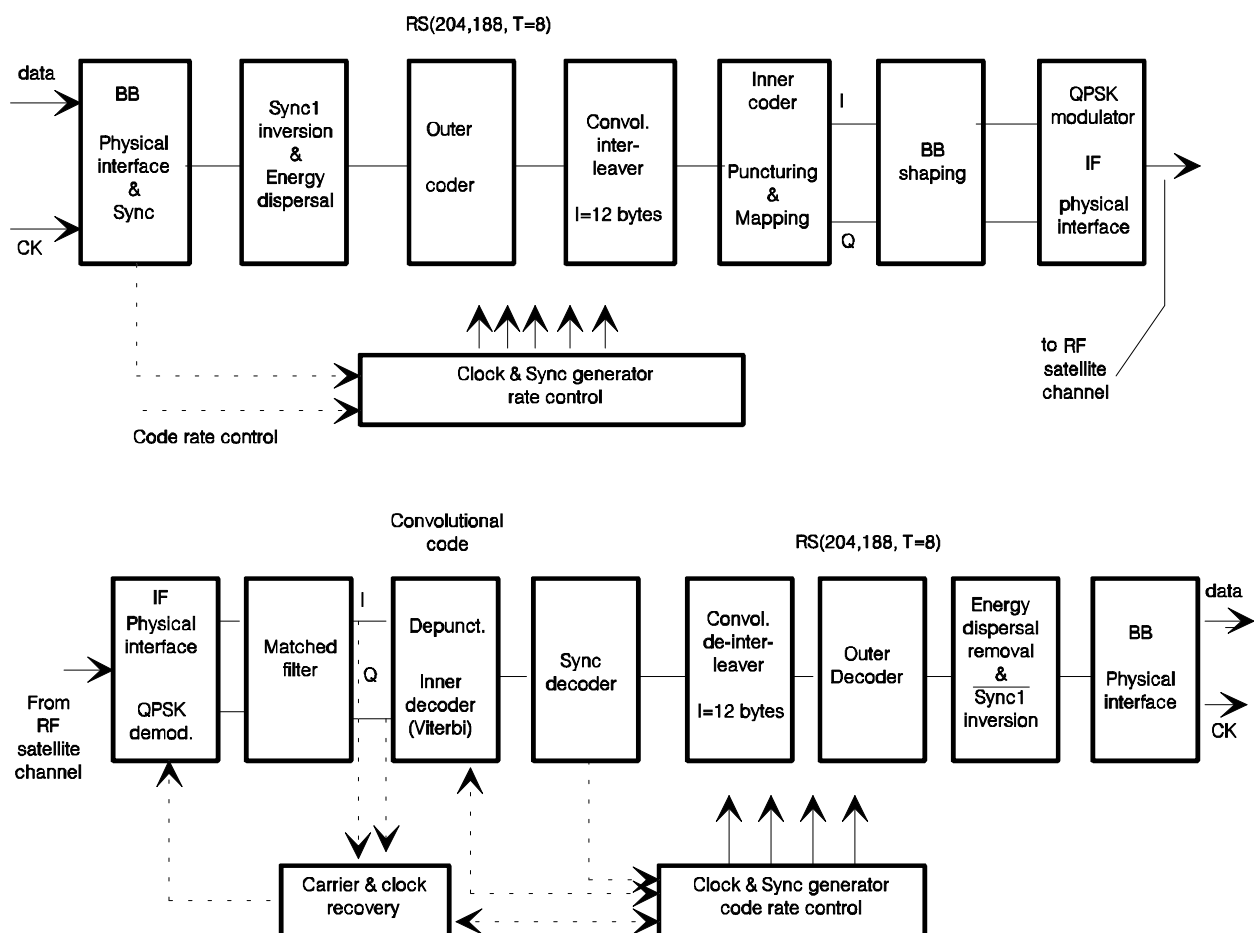 RS(204,188, T=8)
data
CK
BB
Physical
interface
&
Sync
Sync1
inversion
&
Energy
dispersal
Outer
coder
Convol.
inter-
leaver
I=12 bytes
Inner
coder
Puncturing
&
Mapping
I
Q
BB
shaping
QPSK
modulator
IF
physical
interface
to RF
satellite
channel
Clock & Sync generator
rate control
Code rate control
Convolutional
code
RS(204,188, T=8)
From
RF
satellite
channel
IF
Physical
interface
QPSK
demod.
Matched
filter
I
Q
Depunct.
Inner
decoder
(Viterbi)
Sync
decoder
Convol.
de-inter-
leaver
I=12 bytes
Outer
Decoder
Energy
dispersal
removal
&
Sync1
inversion
BB
Physical
interface
data
CK
Carrier & clock
recovery
Clock & Sync generator
code rate control